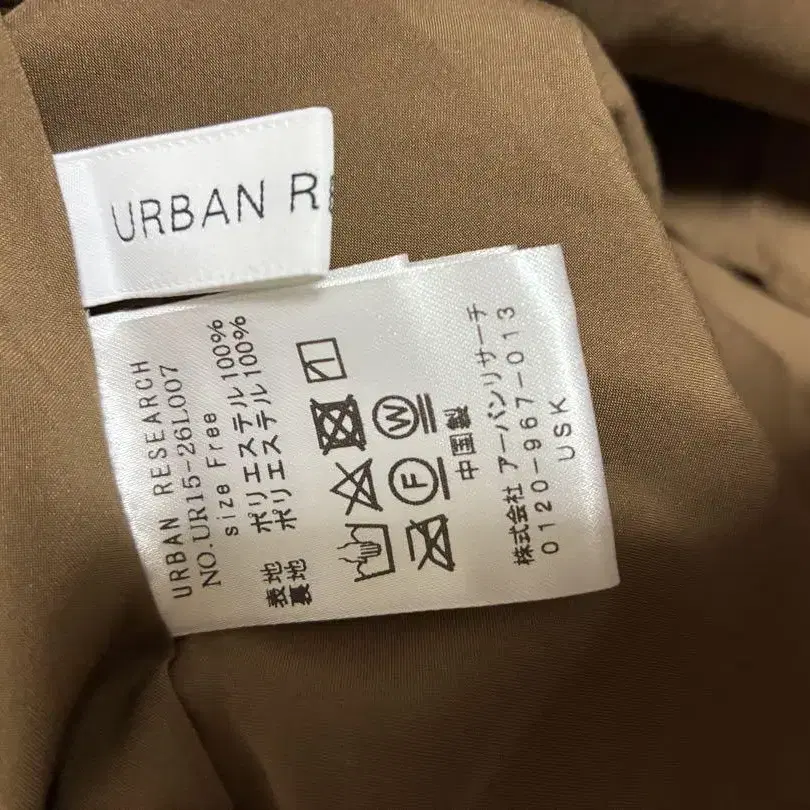 URBAN R
URBAN RESEARCH
NO.UR15-26L007
size Free
表地 ポリエステル100%
裏地 ポリエステル100%
W
F
中国製
株式会社 アーバンリサーチ
0120-967-013
USK